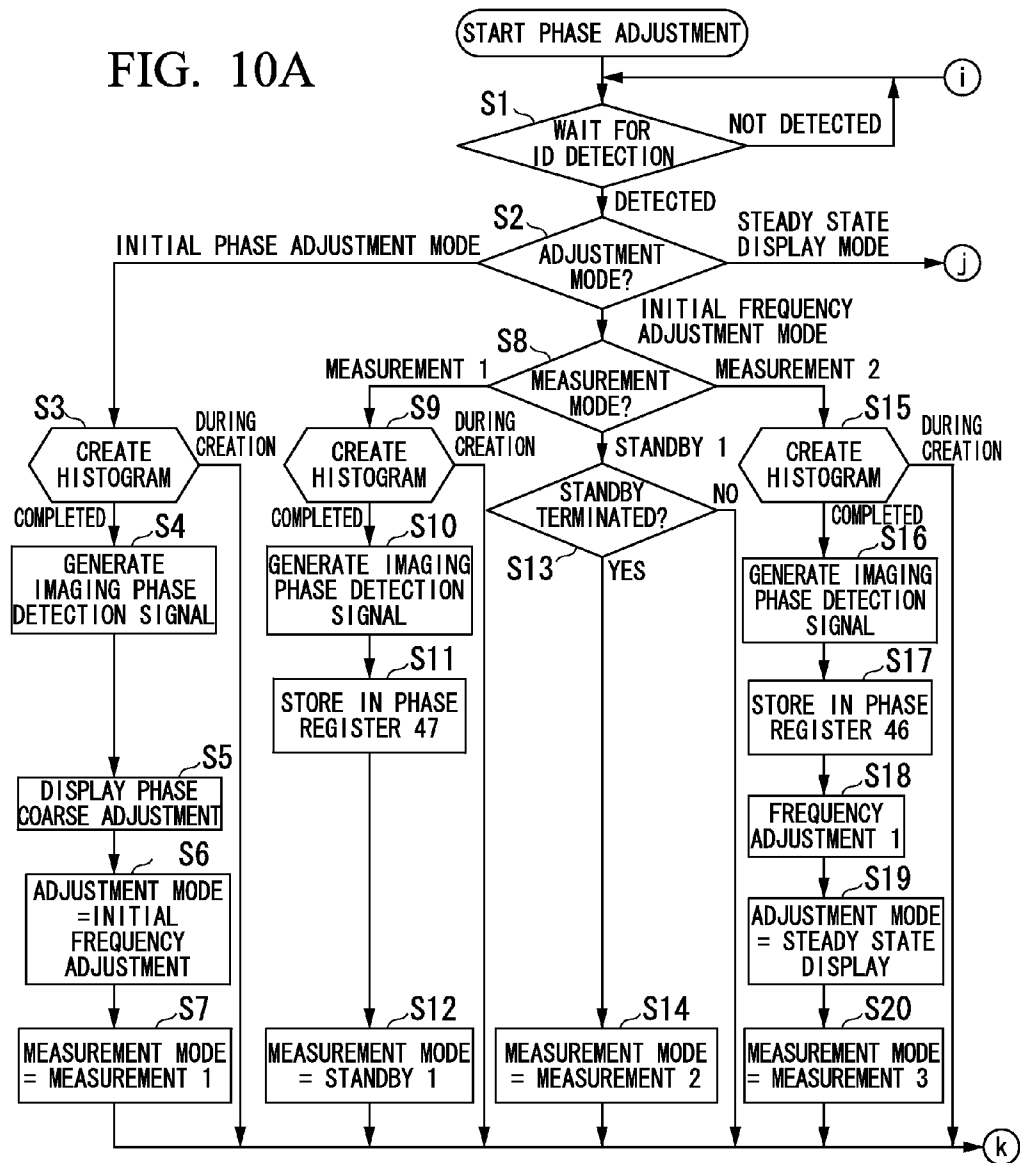 FIG. 10A
START PHASE ADJUSTMENT
i
S1
WAIT FOR
ID DETECTION
NOT DETECTED
DETECTED
S2
ADJUSTMENT
MODE?
INITIAL PHASE ADJUSTMENT MODE
STEADY STATE
DISPLAY MODE
j
INITIAL FREQUENCY
ADJUSTMENT MODE
S8
MEASUREMENT
MODE?
MEASUREMENT 1
MEASUREMENT 2
STANDBY 1
S3
CREATE
HISTOGRAM
DURING
CREATION
COMPLETED
S4
GENERATE
IMAGING PHASE
DETECTION SIGNAL
S5
DISPLAY PHASE
COARSE ADJUSTMENT
S6
ADJUSTMENT MODE
=INITIAL
FREQUENCY
ADJUSTMENT
S7
MEASUREMENT MODE
= MEASUREMENT 1
S9
CREATE
HISTOGRAM
DURING
CREATION
COMPLETED
S10
GENERATE IMAGING
PHASE DETECTION
SIGNAL
S11
STORE IN PHASE
REGISTER 47
S12
MEASUREMENT MODE
= STANDBY 1
STANDBY
TERMINATED?
NO
S13
YES
S14
MEASUREMENT MODE
= MEASUREMENT 2
S15
CREATE
HISTOGRAM
DURING
CREATION
COMPLETED
S16
GENERATE IMAGING
PHASE DETECTION
SIGNAL
S17
STORE IN PHASE
REGISTER 46
S18
FREQUENCY
ADJUSTMENT 1
S19
ADJUSTMENT MODE
= STEADY STATE
DISPLAY
S20
MEASUREMENT MODE
= MEASUREMENT 3
k